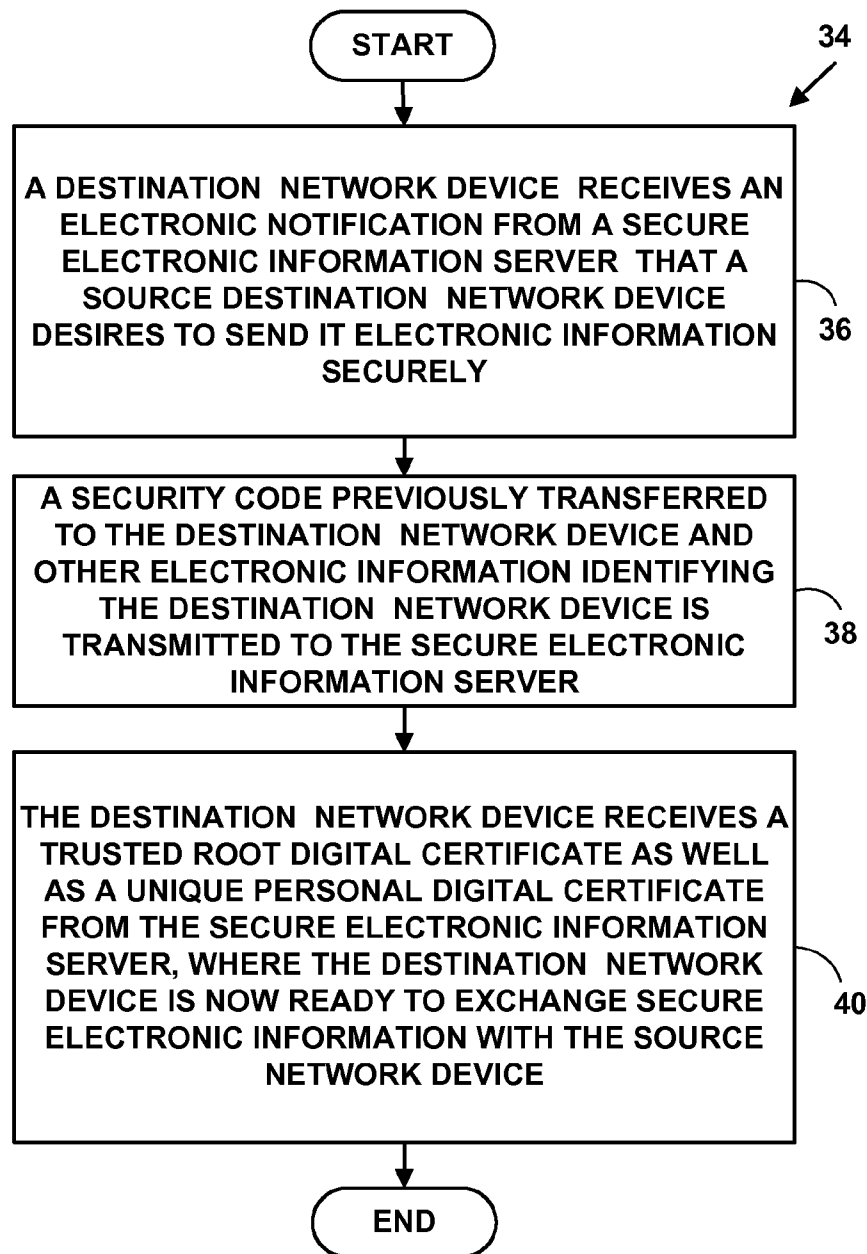 START
34
A DESTINATION NETWORK DEVICE RECEIVES AN
ELECTRONIC NOTIFICATION FROM A SECURE
ELECTRONIC INFORMATION SERVER THAT A
SOURCE DESTINATION NETWORK DEVICE
DESIRES TO SEND IT ELECTRONIC INFORMATION
SECURELY
36
A SECURITY CODE PREVIOUSLY TRANSFERRED
TO THE DESTINATION NETWORK DEVICE AND
OTHER ELECTRONIC INFORMATION IDENTIFYING
THE DESTINATION NETWORK DEVICE IS
TRANSMITTED TO THE SECURE ELECTRONIC
INFORMATION SERVER
38
THE DESTINATION NETWORK DEVICE RECEIVES A
TRUSTED ROOT DIGITAL CERTIFICATE AS WELL
AS A UNIQUE PERSONAL DIGITAL CERTIFICATE
FROM THE SECURE ELECTRONIC INFORMATION
SERVER, WHERE THE DESTINATION NETWORK
DEVICE IS NOW READY TO EXCHANGE SECURE
ELECTRONIC INFORMATION WITH THE SOURCE
NETWORK DEVICE
40
END